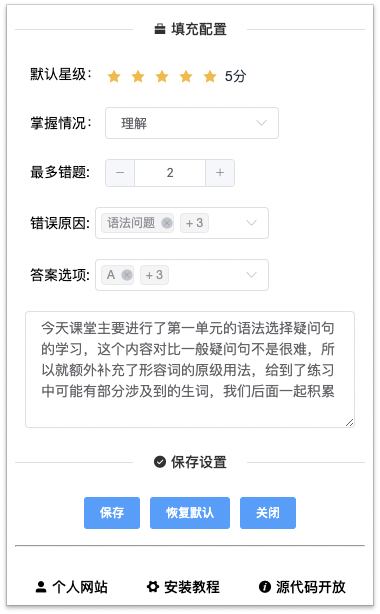 填充配置
默认星级： 5分
掌握情况： 理解
最多错题: − 2 +
错误原因: 语法问题 + 3
答案选项: A + 3
今天课堂主要进行了第一单元的语法选择疑问句
的学习，这个内容对比一般疑问句不是很难，所
以就额外补充了形容词的原级用法，给到了练习
中可能有部分涉及到的生词，我们后面一起积累
保存设置
保存 恢复默认 关闭
个人网站 安装教程 源代码开放